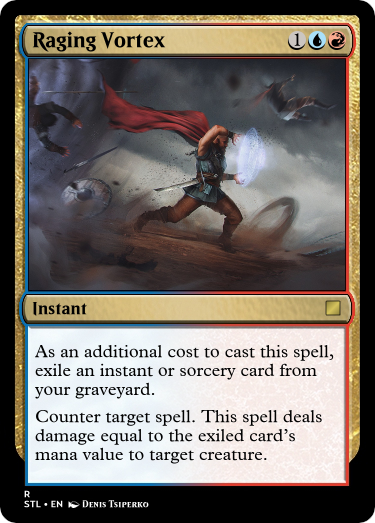 Raging Vortex 1
Instant
As an additional cost to cast this spell,
exile an instant or sorcery card from
your graveyard.
Counter target spell. This spell deals
damage equal to the exiled card's
mana value to target creature.
R
STL • EN Denis Tsiperko